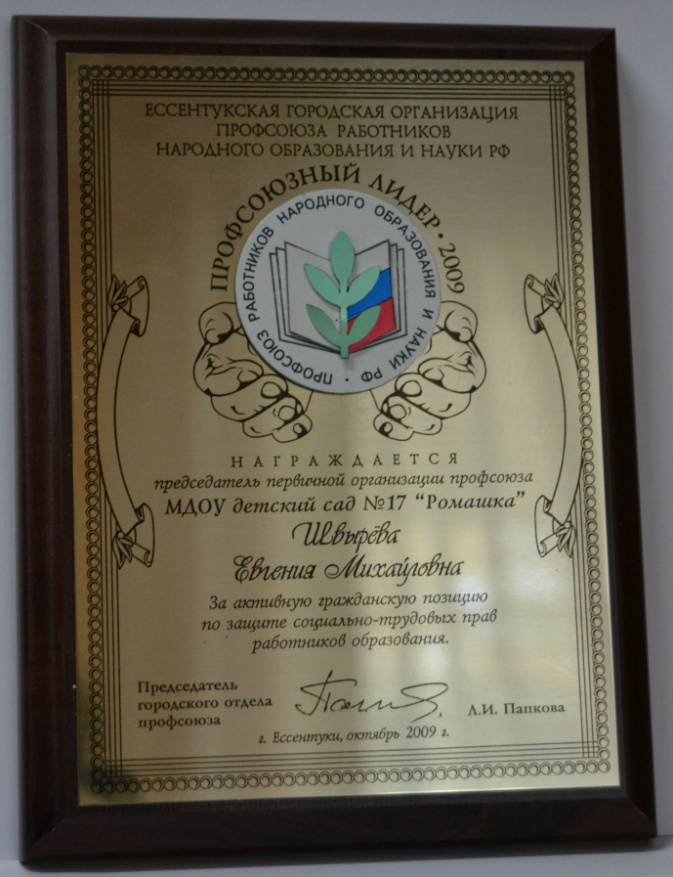 ЕССЕНТУКСКАЯ ГОРОДСКАЯ ОРГАНИЗАЦИЯ
ПРОФСОЮЗА РАБОТНИКОВ
НАРОДНОГО ОБРАЗОВАНИЯ И НАУКИ РФ
ПРОФСОЮЗНЫЙ ЛИДЕР · 2009
ПРОФСОЮЗ РАБОТНИКОВ НАРОДНОГО ОБРАЗОВАНИЯ И НАУКИ РФ ·
НАГРАЖДАЕТСЯ
председатель первичной организации профсоюза
МДОУ детский сад №17 “Ромашка”
Швырёва
Евгения Михайловна
За активную гражданскую позицию
по защите социально-трудовых прав
работников образования.
Председатель
городского отдела
профсоюза
Л.И. Папкова
г. Ессентуки, октябрь 2009 г.